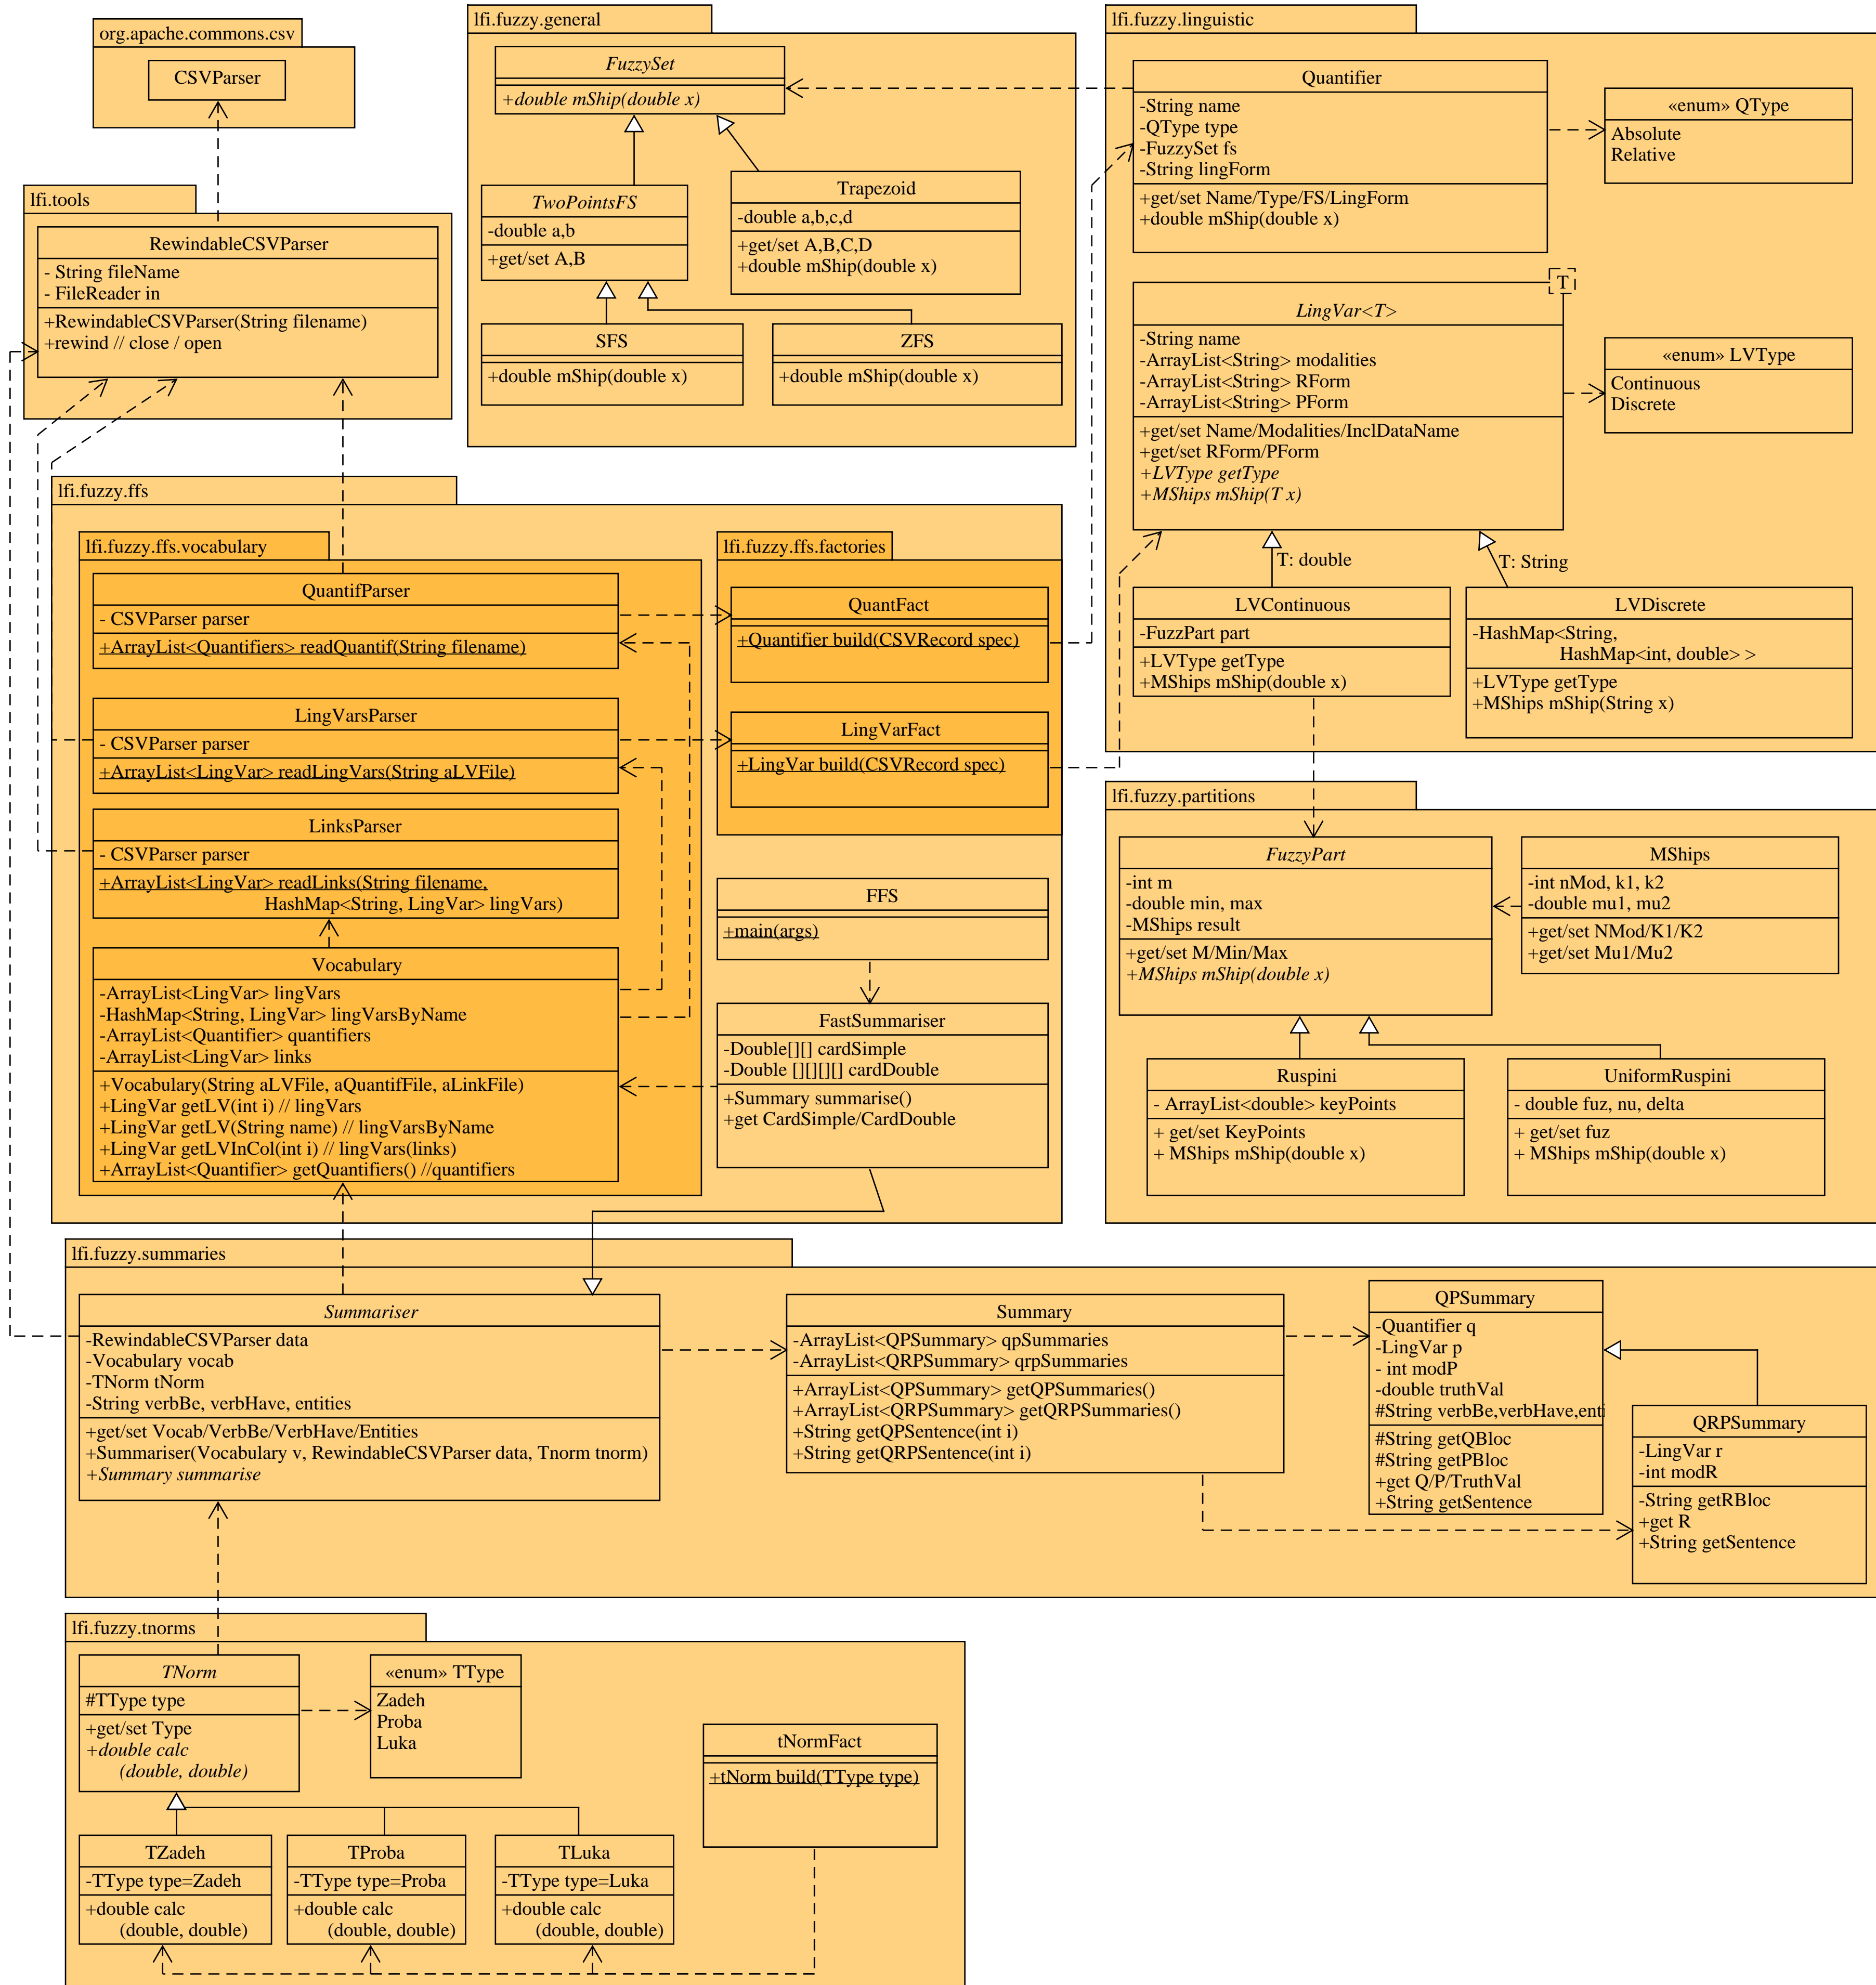 org.apache.commons.csv
CSVParser
lfi.tools
RewindableCSVParser
- String fileName
- FileReader in
+RewindableCSVParser(String filename)
+rewind // close / open
lfi.fuzzy.general
FuzzySet
+double mShip(double x)
TwoPointsFS
-double a,b
+get/set A,B
Trapezoid
-double a,b,c,d
+get/set A,B,C,D
+double mShip(double x)
SFS
+double mShip(double x)
ZFS
+double mShip(double x)
lfi.fuzzy.linguistic
Quantifier
-String name
-QType type
-FuzzySet fs
-String lingForm
+get/set Name/Type/FS/LingForm
+double mShip(double x)
«enum» QType
Absolute
Relative
T
LingVar<T>
-String name
-ArrayList<String> modalities
-ArrayList<String> RForm
-ArrayList<String> PForm
+get/set Name/Modalities/InclDataName
+get/set RForm/PForm
+LVType getType
+MShips mShip(T x)
«enum» LVType
Continuous
Discrete
T: double
T: String
LVContinuous
-FuzzPart part
+LVType getType
+MShips mShip(double x)
LVDiscrete
-HashMap<String,
HashMap<int, double> >
+LVType getType
+MShips mShip(String x)
lfi.fuzzy.ffs
lfi.fuzzy.ffs.vocabulary
QuantifParser
- CSVParser parser
+ArrayList<Quantifiers> readQuantif(String filename)
LingVarsParser
- CSVParser parser
+ArrayList<LingVar> readLingVars(String aLVFile)
LinksParser
- CSVParser parser
+ArrayList<LingVar> readLinks(String filename,
HashMap<String, LingVar> lingVars)
Vocabulary
-ArrayList<LingVar> lingVars
-HashMap<String, LingVar> lingVarsByName
-ArrayList<Quantifier> quantifiers
-ArrayList<LingVar> links
+Vocabulary(String aLVFile, aQuantifFile, aLinkFile)
+LingVar getLV(int i) // lingVars
+LingVar getLV(String name) // lingVarsByName
+LingVar getLVInCol(int i) // lingVars(links)
+ArrayList<Quantifier> getQuantifiers() //quantifiers
lfi.fuzzy.ffs.factories
QuantFact
+Quantifier build(CSVRecord spec)
LingVarFact
+LingVar build(CSVRecord spec)
FFS
+main(args)
FastSummariser
-Double[][] cardSimple
-Double [][][][] cardDouble
+Summary summarise()
+get CardSimple/CardDouble
lfi.fuzzy.partitions
FuzzyPart
-int m
-double min, max
-MShips result
+get/set M/Min/Max
+MShips mShip(double x)
MShips
-int nMod, k1, k2
-double mu1, mu2
+get/set NMod/K1/K2
+get/set Mu1/Mu2
Ruspini
- ArrayList<double> keyPoints
+ get/set KeyPoints
+ MShips mShip(double x)
UniformRuspini
- double fuz, nu, delta
+ get/set fuz
+ MShips mShip(double x)
lfi.fuzzy.summaries
Summariser
-RewindableCSVParser data
-Vocabulary vocab
-TNorm tNorm
-String verbBe, verbHave, entities
+get/set Vocab/VerbBe/VerbHave/Entities
+Summariser(Vocabulary v, RewindableCSVParser data, Tnorm tnorm)
+Summary summarise
Summary
-ArrayList<QPSummary> qpSummaries
-ArrayList<QRPSummary> qrpSummaries
+ArrayList<QPSummary> getQPSummaries()
+ArrayList<QRPSummary> getQRPSummaries()
+String getQPSentence(int i)
+String getQRPSentence(int i)
QPSummary
-Quantifier q
-LingVar p
- int modP
-double truthVal
#String verbBe,verbHave,enti
#String getQBloc
#String getPBloc
+get Q/P/TruthVal
+String getSentence
QRPSummary
-LingVar r
-int modR
-String getRBloc
+get R
+String getSentence
lfi.fuzzy.tnorms
TNorm
#TType type
+get/set Type
+double calc
(double, double)
«enum» TType
Zadeh
Proba
Luka
tNormFact
+tNorm build(TType type)
TZadeh
-TType type=Zadeh
+double calc
(double, double)
TProba
-TType type=Proba
+double calc
(double, double)
TLuka
-TType type=Luka
+double calc
(double, double)